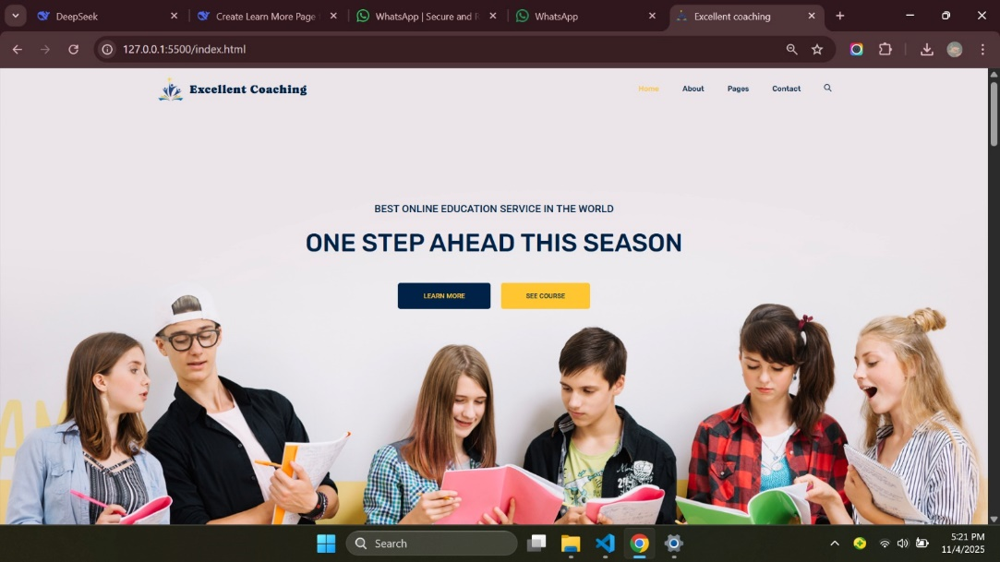 DeepSeek
Create Learn More Page
WhatsApp | Secure and
WhatsApp
Excellent coaching
127.0.0.1:5500/index.html
Excellent Coaching
Home About Pages Contact
BEST ONLINE EDUCATION SERVICE IN THE WORLD
ONE STEP AHEAD THIS SEASON
LEARN MORE
SEE COURSE
Search
5:21 PM
11/4/2025